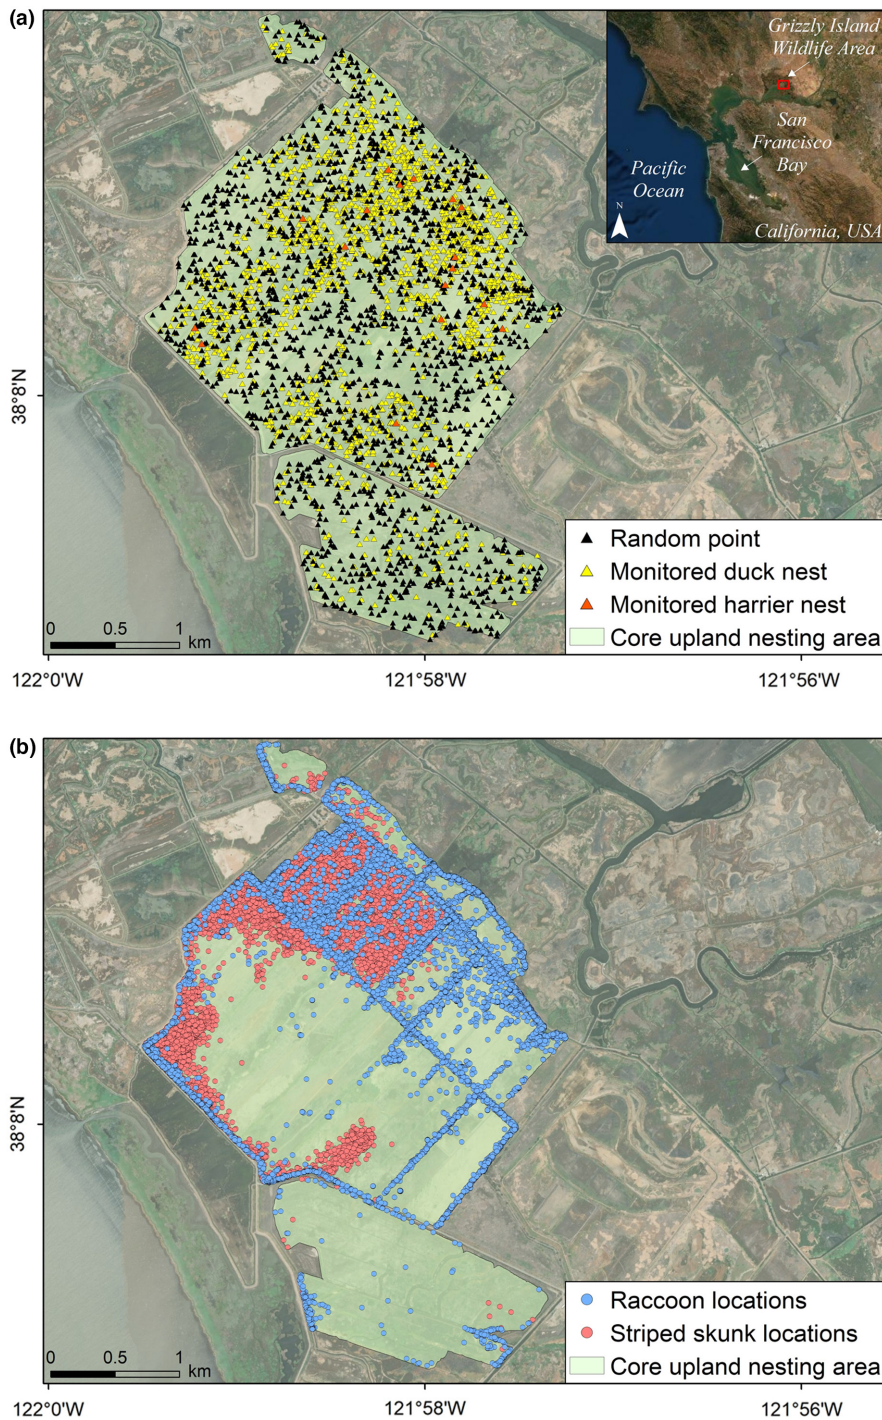 (a)
Grizzly Island
Wildlife Area
San
Francisco
Bay
Pacific
Ocean
N
California, USA
38°8'N
Random point
Monitored duck nest
Monitored harrier nest
Core upland nesting area
0 0.5 1
km
122°0'W 121°58'W 121°56'W
(b)
38°8'N
Raccoon locations
Striped skunk locations
Core upland nesting area
0 0.5 1
km
122°0'W 121°58'W 121°56'W